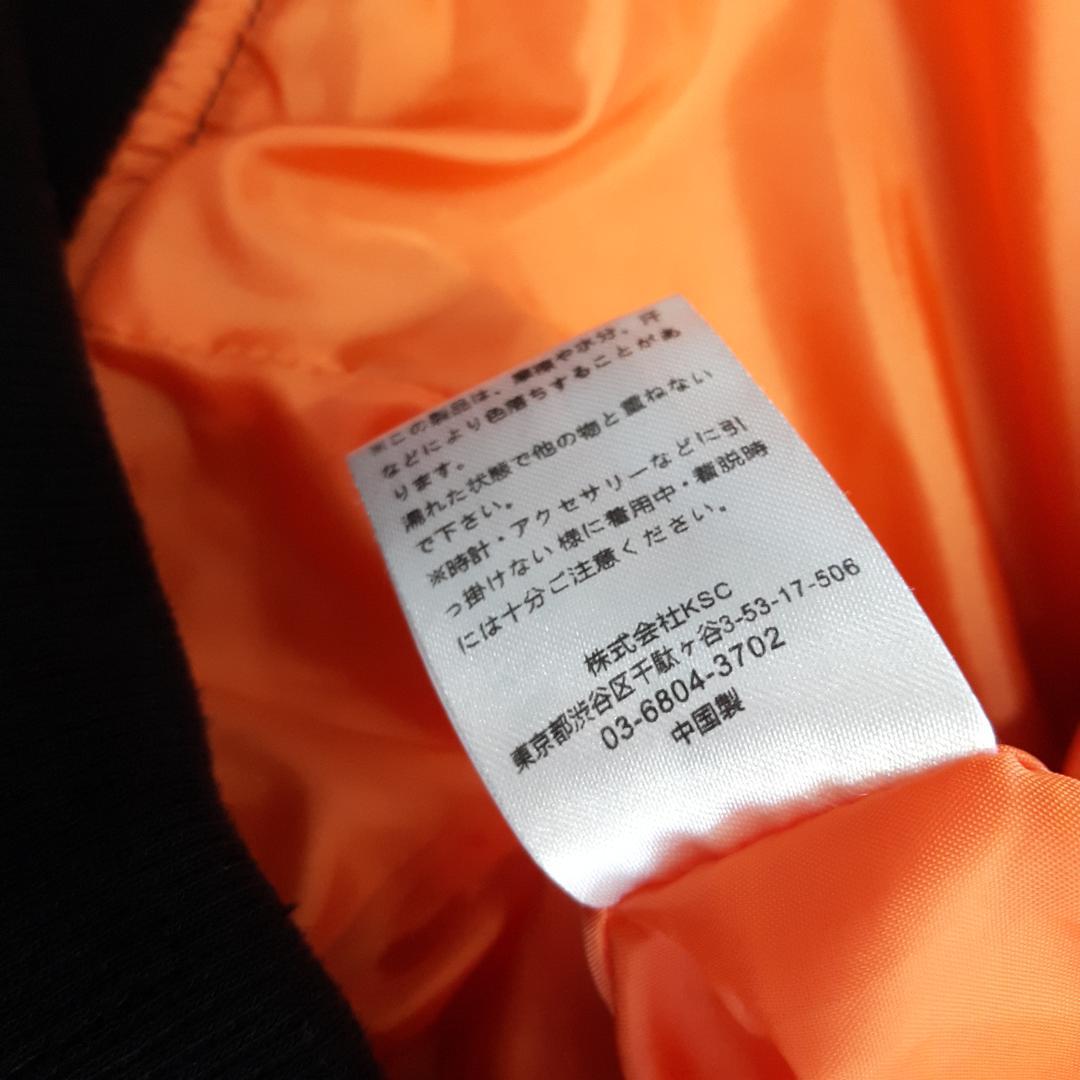 ※この製品は、摩擦や水分、汗
などにより色落ちすることがあ
ります。
濡れた状態で他の物と重ねない
で下さい。
※時計・アクセサリーなどに引
っ掛けない様に着用中・着脱時
には十分ご注意ください。
株式会社KSC
東京都渋谷区千駄ヶ谷3-53-17-506
03-6804-3702
中国製